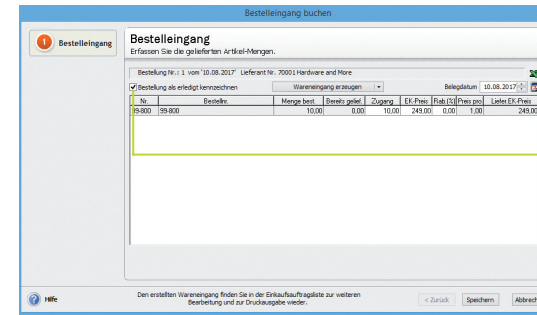 Bestelleingang buchen
1 Bestelleingang
Bestelleingang
Erfassen Sie die gelieferten Artikel-Mengen.
Bestellung Nr.: 1 vom '10.08.2017' Lieferant Nr. 70001 Hardware and More
Bestellung als erledigt kennzeichnen Wareneingang erzeugen Belegdatum 10.08.2017
Nr. Bestellnr. Menge best. Bereits gelief. Zugang EK-Preis Rab.(%) Preis pro Liefer.EK-Preis
99-800 99-800 10,00 0,00 10,00 249,00 0,00 1,00 249,00
Hilfe
Den erstellten Wareneingang finden Sie in der Einkaufsauftragsliste zur weiteren
Bearbeitung und zur Druckausgabe wieder.
< Zurück Speichern Abbrech